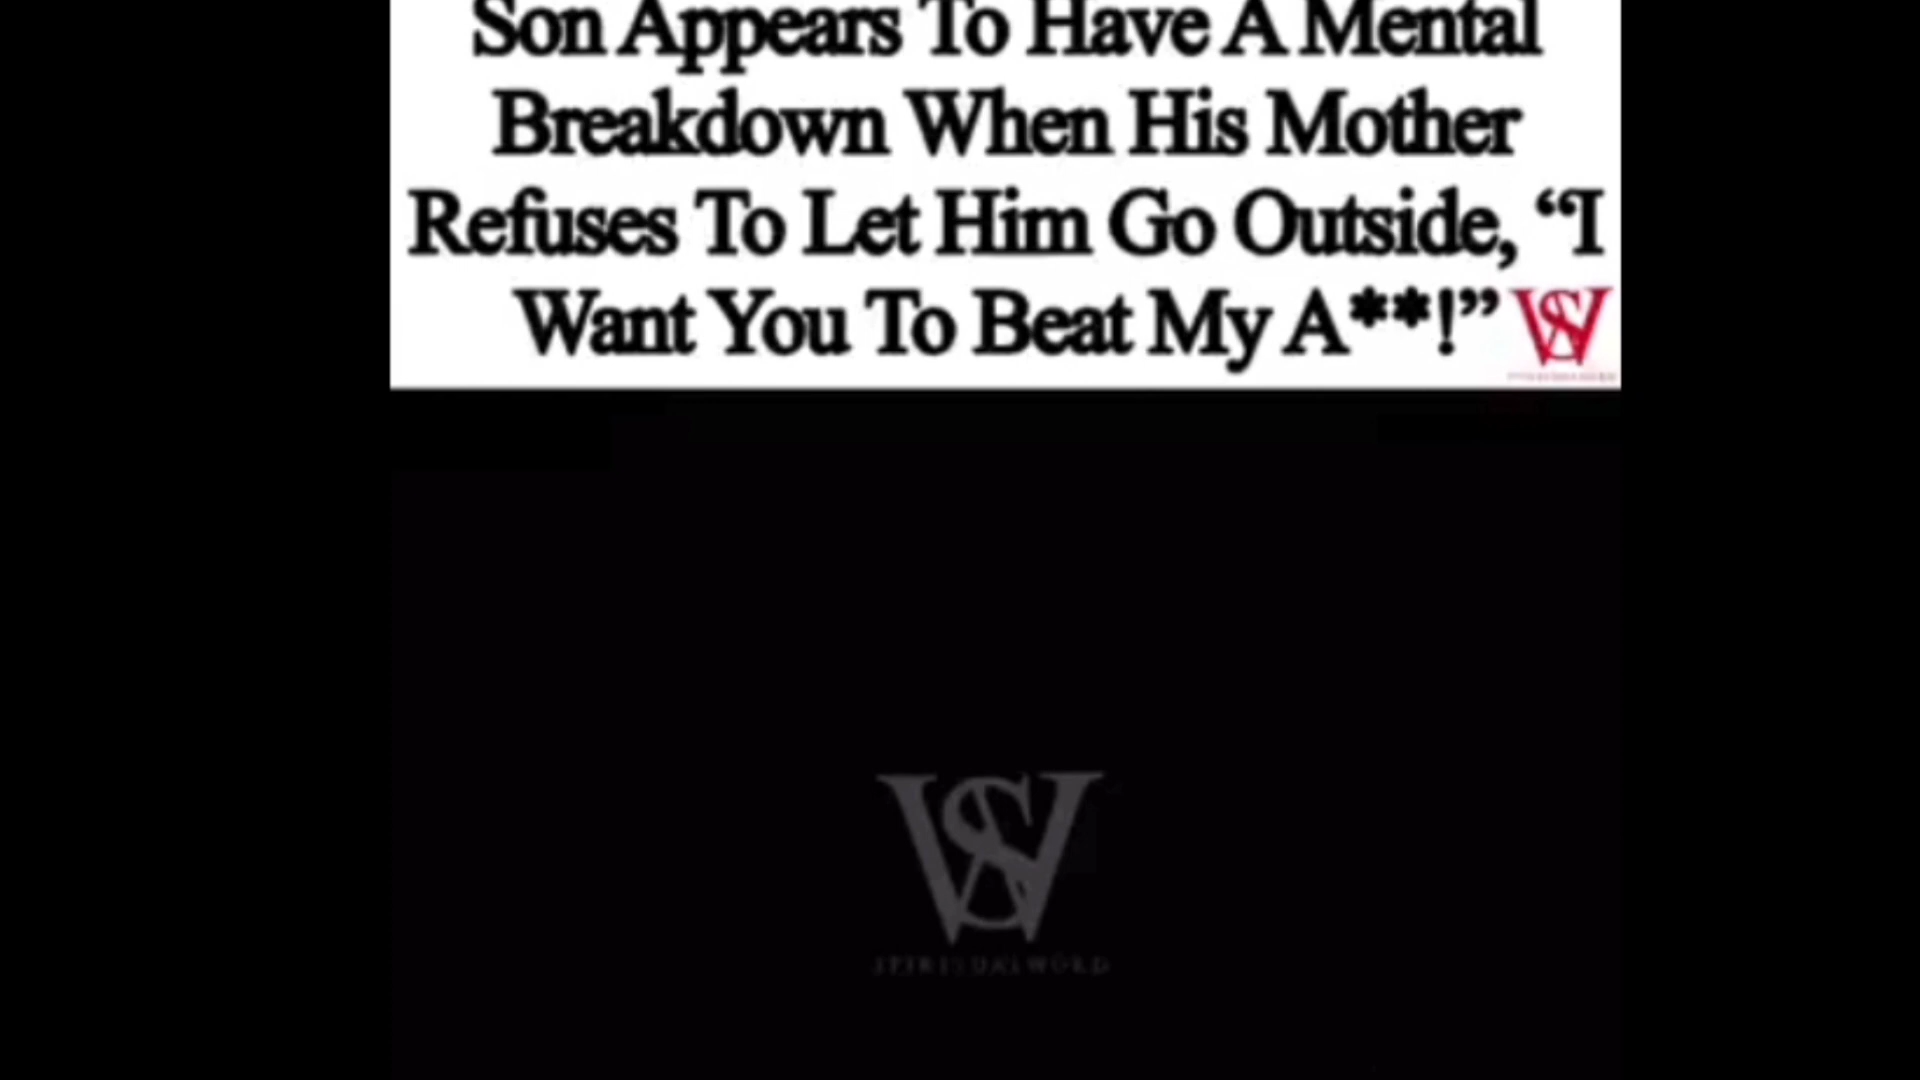 Son Appears To Have A Mental
Breakdown When His Mother
Refuses To Let Him Go Outside, “I
Want You To Beat My A**!”
SPIRITUALWORD